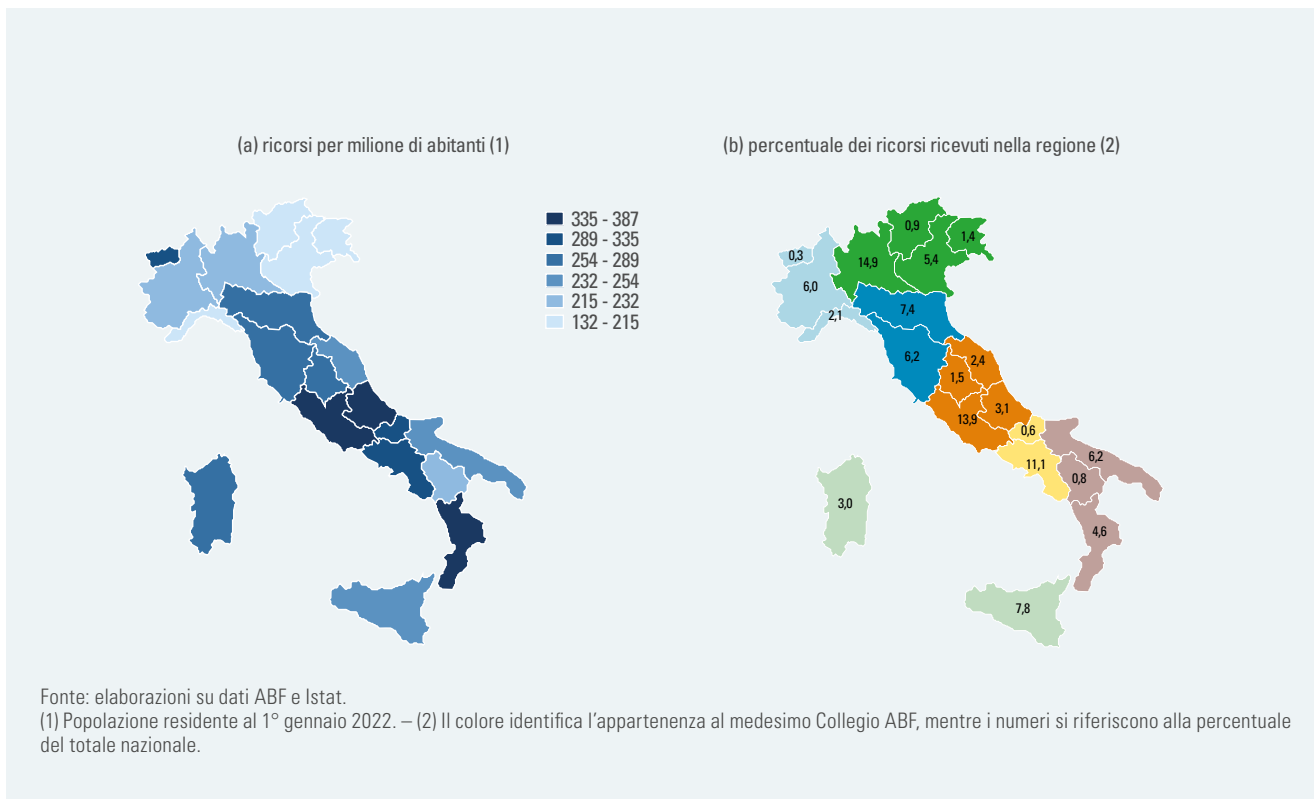 (a) ricorsi per milione di abitanti (1)
335 - 387
289 - 335
254 - 289
232 - 254
215 - 232
132 - 215
(b) percentuale dei ricorsi ricevuti nella regione (2)
0,9
1,4
0,3
14,9
5,4
6,0
2,1
7,4
6,2
2,4
1,5
3,1
13,9
0,6
11,1
6,2
0,8
3,0
4,6
7,8
Fonte: elaborazioni su dati ABF e Istat.
(1) Popolazione residente al 1° gennaio 2022. – (2) Il colore identifica l'appartenenza al medesimo Collegio ABF, mentre i numeri si riferiscono alla percentuale
del totale nazionale.